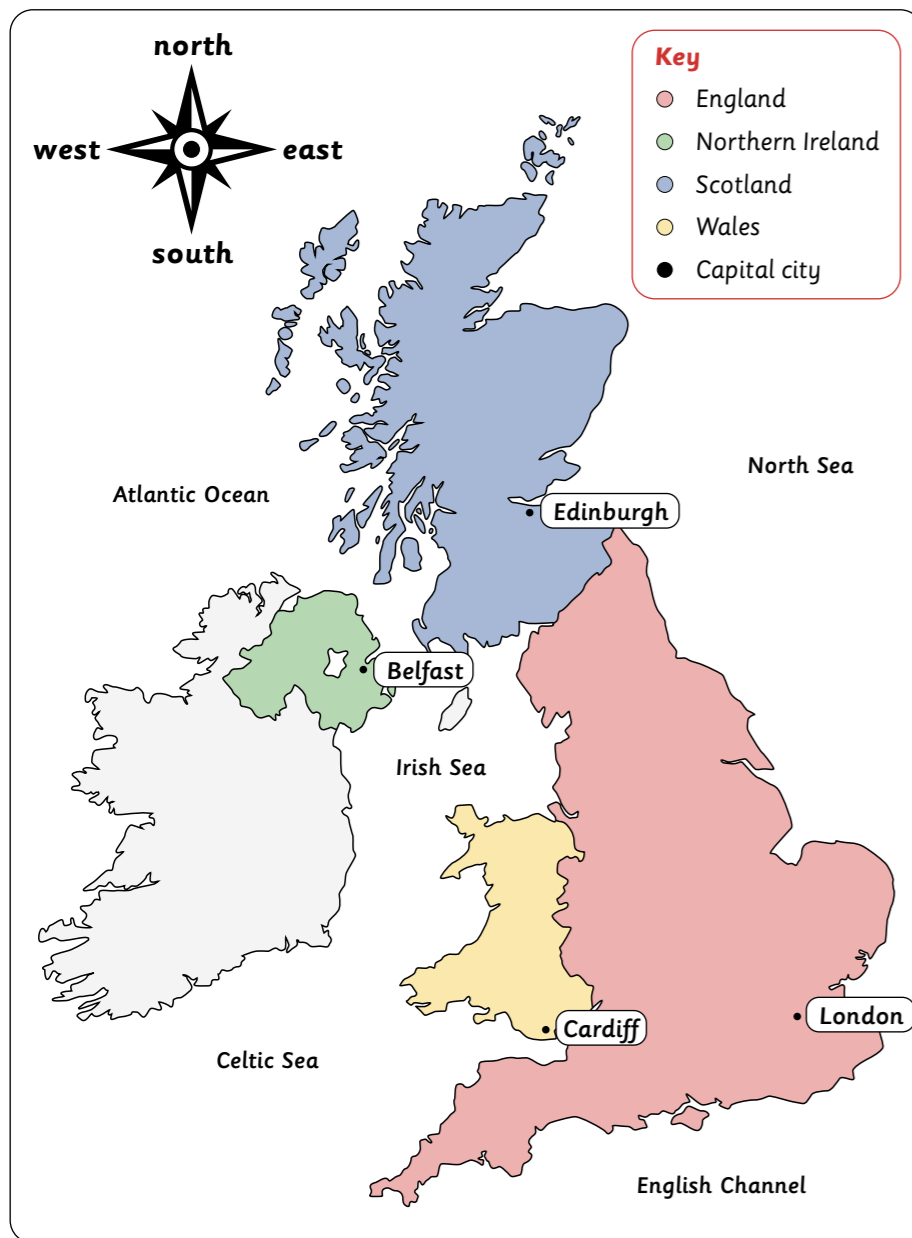 north
west
east
south
Key
England
Northern Ireland
Scotland
Wales
Capital city
North Sea
Atlantic Ocean
Edinburgh
Belfast
Irish Sea
London
Cardiff
Celtic Sea
English Channel